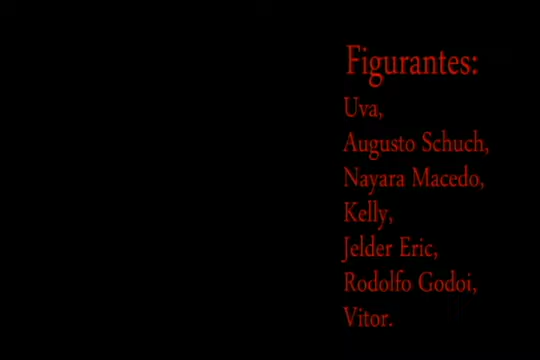 Figurantes:
Uva,
Augusto Schuch,
Nayara Macedo,
Kelly,
Jelder Eric,
Rodolfo Godoi,
Vitor.